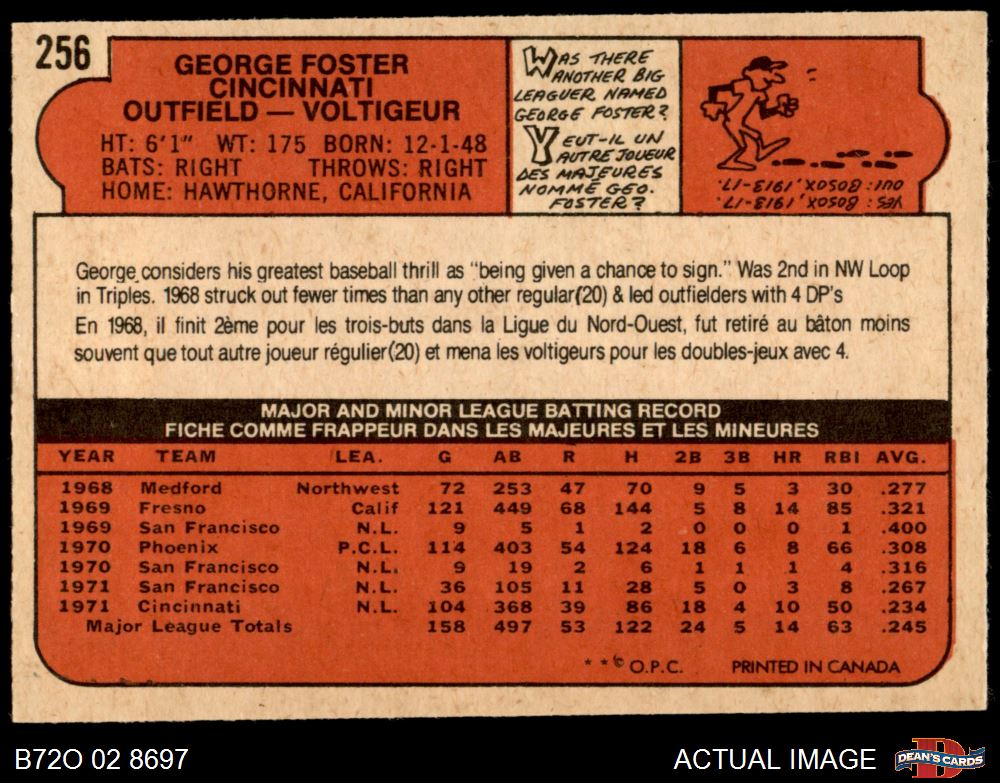 256
GEORGE FOSTER
CINCINNATI
OUTFIELD — VOLTIGEUR
HT: 6'1" WT: 175 BORN: 12-1-48
BATS: RIGHT THROWS: RIGHT
HOME: HAWTHORNE, CALIFORNIA
WAS THERE
ANOTHER BIG
LEAGUER NAMED
GEORGE FOSTER?
Y EUT-IL UN
AUTRE JOUEUR
DES MAJEURES
NOMMÉ GEO.
FOSTER?
YES: BOSOX, 1913-17.
OUI: BOSOX, 1913-17.
George considers his greatest baseball thrill as "being given a chance to sign." Was 2nd in NW Loop
in Triples. 1968 struck out fewer times than any other regular(20) & led outfielders with 4 DP's
En 1968, il finit 2ème pour les trois-buts dans la Ligue du Nord-Ouest, fut retiré au bâton moins
souvent que tout autre joueur régulier(20) et mena les voltigeurs pour les doubles-jeux avec 4.
MAJOR AND MINOR LEAGUE BATTING RECORD
FICHE COMME FRAPPEUR DANS LES MAJEURES ET LES MINEURES
YEAR TEAM LEA. G AB R H 2B 3B HR RBI AVG.
1968 Medford Northwest 72 253 47 70 9 5 3 30 .277
1969 Fresno Calif 121 449 68 144 5 8 14 85 .321
1969 San Francisco N.L. 9 5 1 2 0 0 0 1 .400
1970 Phoenix P.C.L. 114 403 54 124 18 6 8 66 .308
1970 San Francisco N.L. 9 19 2 6 1 1 1 4 .316
1971 San Francisco N.L. 36 105 11 28 5 0 3 8 .267
1971 Cincinnati N.L. 104 368 39 86 18 4 10 50 .234
Major League Totals 158 497 53 122 24 5 14 63 .245
**© O.P.C. PRINTED IN CANADA
B72O 02 8697
ACTUAL IMAGE
DEAN'S CARDS